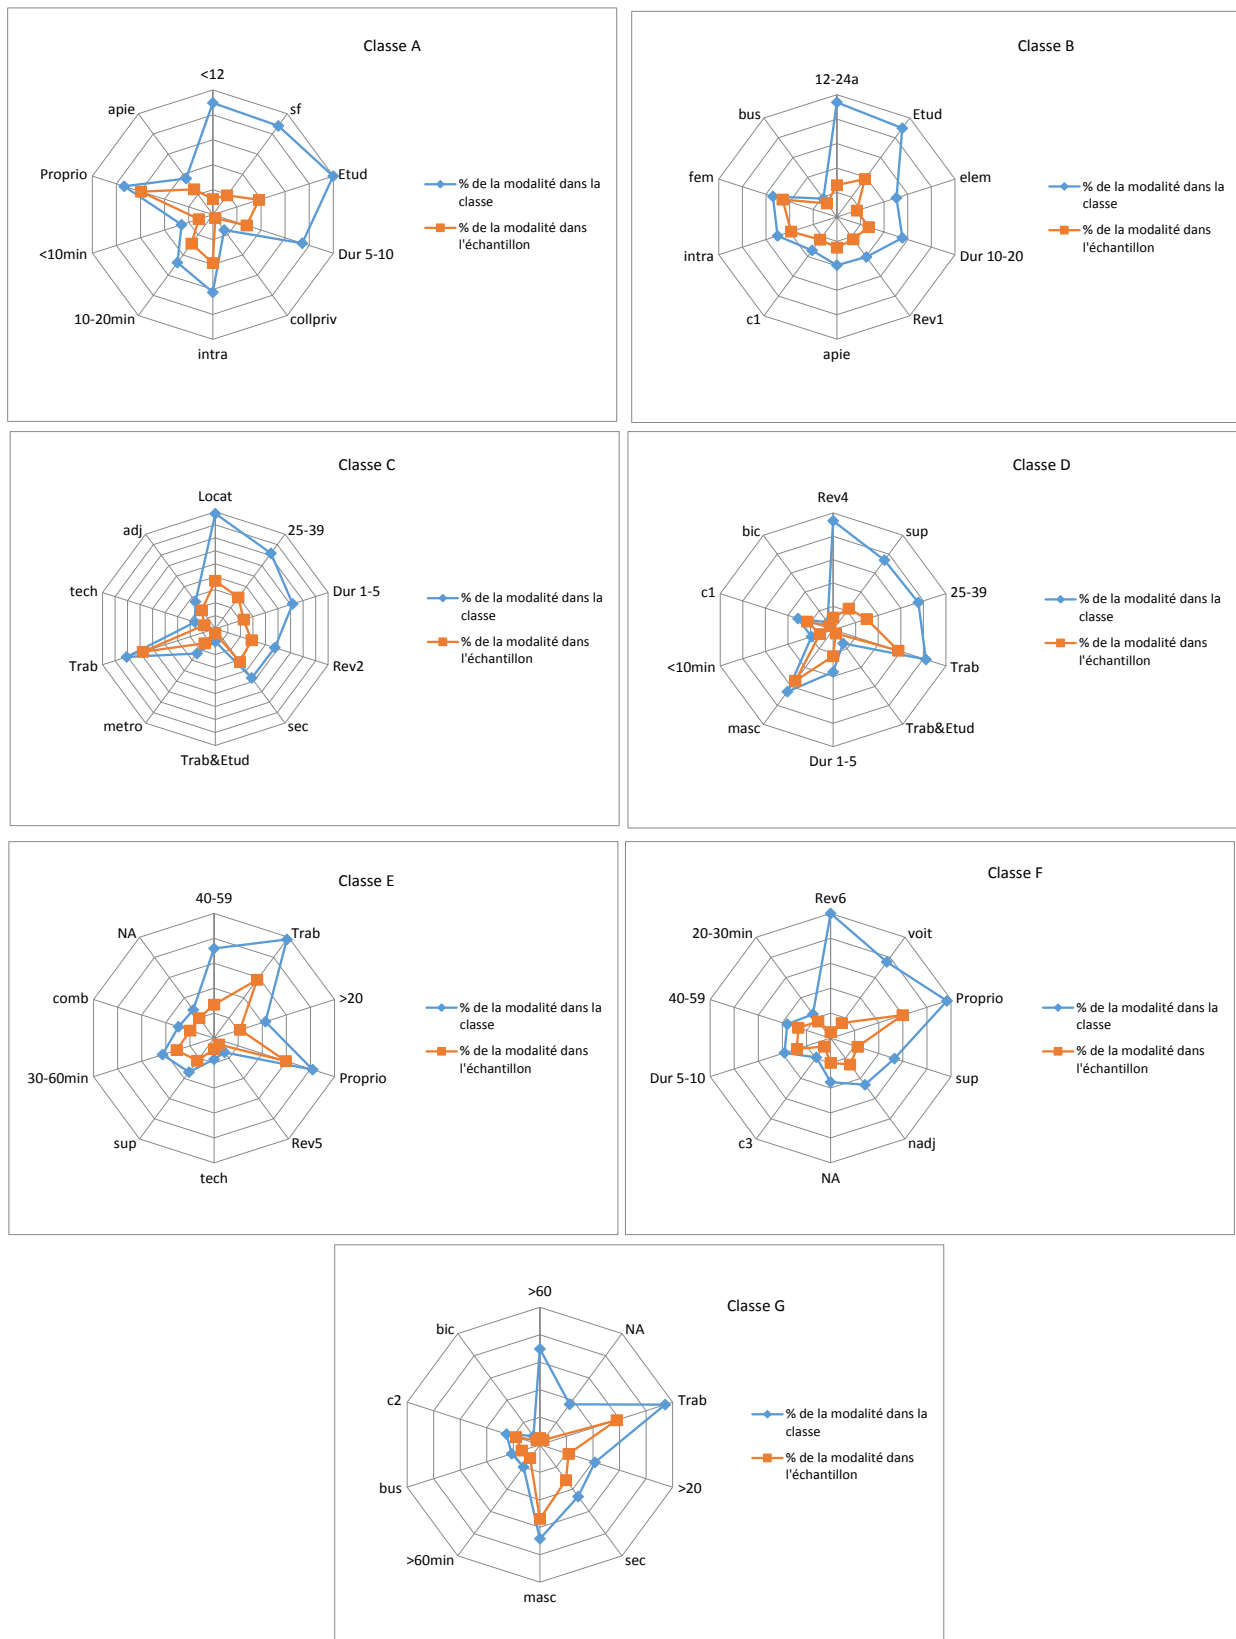 Classe A
<12
sf
Etud
Dur 5-10
collpriv
intra
10-20min
<10min
Proprio
apie
% de la modalité dans la
classe
% de la modalité dans
l'échantillon
Classe B
12-24a
Etud
elem
Dur 10-20
Rev1
apie
c1
intra
fem
bus
% de la modalité dans la
classe
% de la modalité dans
l'échantillon
Classe C
Locat
25-39
Dur 1-5
Rev2
sec
Trab&Etud
metro
Trab
tech
adj
% de la modalité dans la
classe
% de la modalité dans
l'échantillon
Classe D
Rev4
sup
25-39
Trab
Trab&Etud
Dur 1-5
masc
<10min
c1
bic
% de la modalité dans la
classe
% de la modalité dans
l'échantillon
Classe E
40-59
Trab
>20
Proprio
Rev5
tech
sup
30-60min
comb
NA
% de la modalité dans la
classe
% de la modalité dans
l'échantillon
Classe F
Rev6
voit
Proprio
sup
nadj
NA
c3
Dur 5-10
40-59
20-30min
% de la modalité dans la
classe
% de la modalité dans
l'échantillon
Classe G
>60
NA
Trab
>20
sec
masc
>60min
bus
c2
bic
% de la modalité dans la
classe
% de la modalité dans
l'échantillon